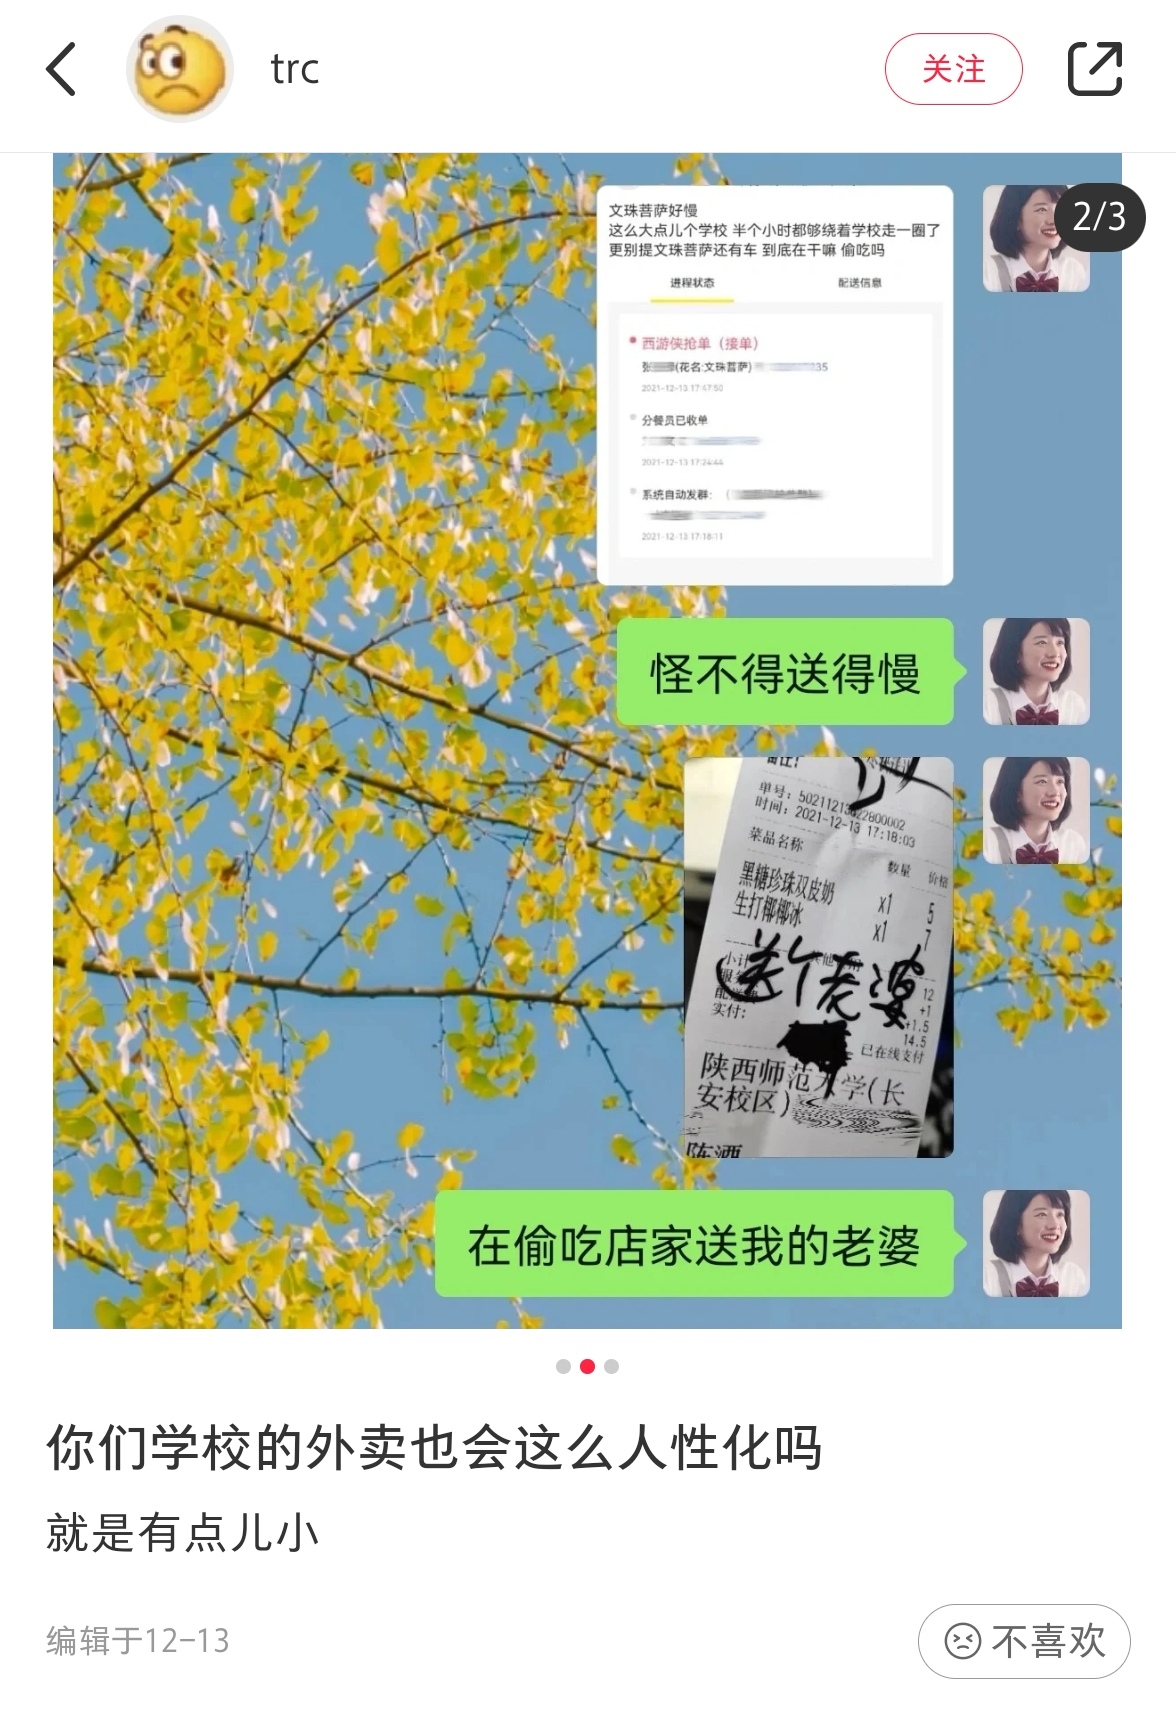 trc
关注
2/3
文珠菩萨好慢
这么大点儿个学校 半个小时都够绕着学校走一圈了
更别提文珠菩萨还有车 到底在干嘛 偷吃吗
进程状态
配送信息
西游侠抢单（接单）
张 (花名:文珠菩萨) 35
2021-12-13 17:47:50
分餐员已收单
2021-12-13 17:24:44
系统自动发群：（
2021-12-13 17:18:11
怪不得送得慢
备注:
单号: 50211213 22800002
时间: 2021-12-13 17:18:03
菜品名称 数量 价格
黑糖珍珠双皮奶 x1 5
生打椰椰冰 x1 7
小计 12
+1
+1.5
实付: 14.5
已在线支付
送个老婆
陕西师范大学(长
安校区)
在偷吃店家送我的老婆
你们学校的外卖也会这么人性化吗
就是有点儿小
编辑于12-13
不喜欢